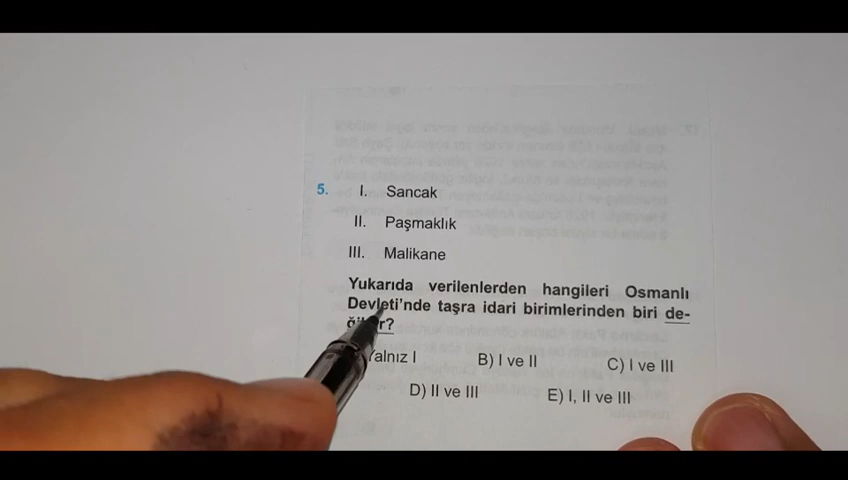 5. I. Sancak
II. Paşmaklık
III. Malikane
Yukarıda verilenlerden hangileri Osmanlı
Devleti'nde taşra idari birimlerinden biri de-
Yalnız I B) I ve II C) I ve III
D) II ve III E) I, II ve III